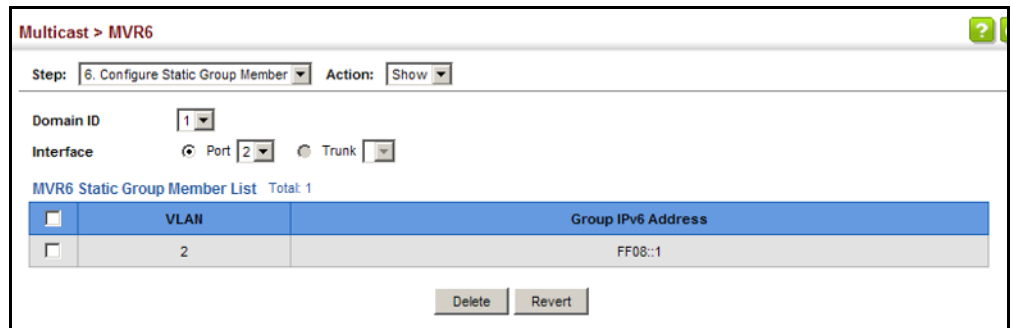 Multicast > MVR6
?
Step: 6. Configure Static Group Member Action: Show
Domain ID 1
Interface Port 2 Trunk
MVR6 Static Group Member List Total: 1
VLAN Group IPv6 Address
2 FF08::1
Delete Revert